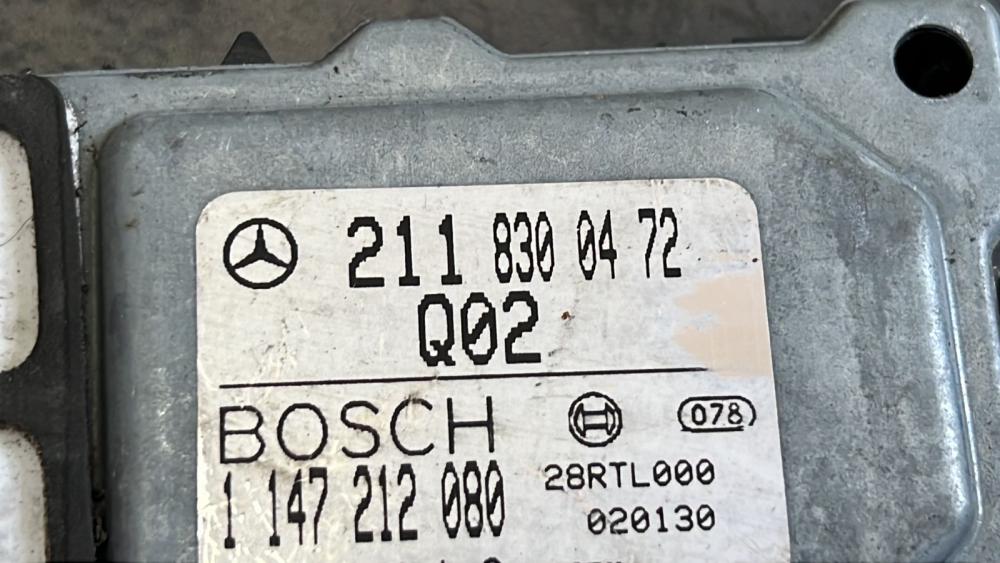 211 830 04 72
Q02
BOSCH 078
1 147 212 080 28RTL000
020130